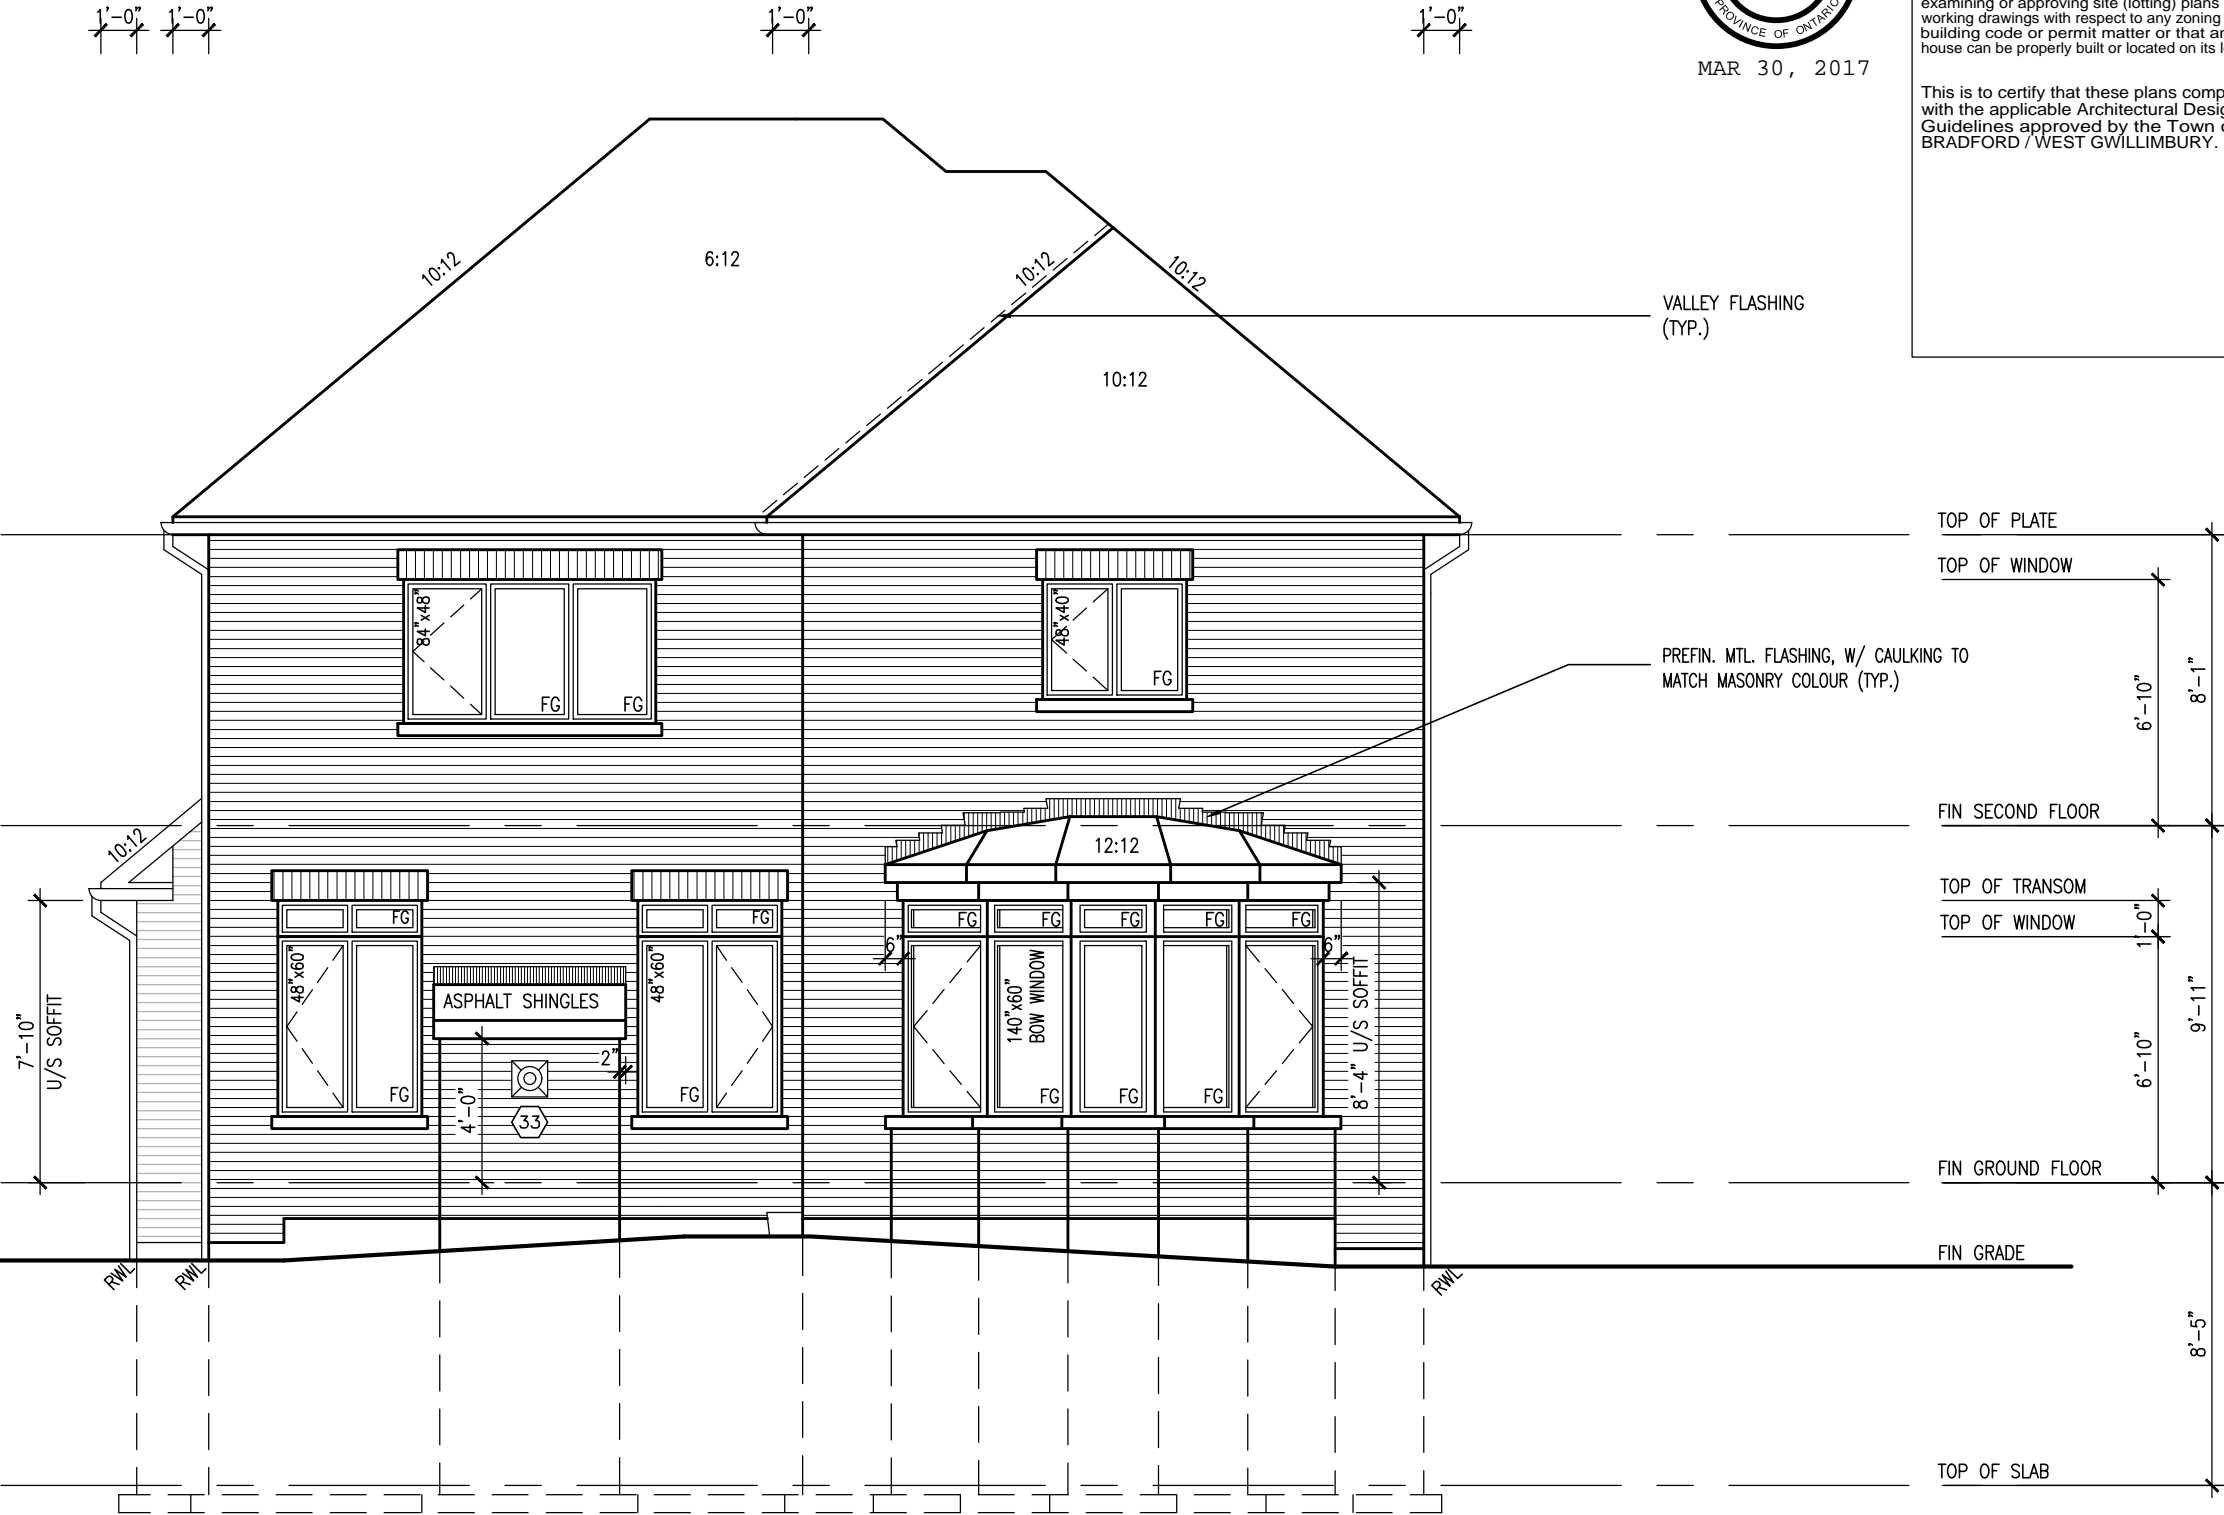 1'-0"
1'-0"
1'-0"
1'-0"
PROVINCE OF ONTARIO
MAR 30, 2017
examining or approving site (lotting) plans
working drawings with respect to any zoning
building code or permit matter or that
house can be properly built or located on its
This is to certify that these plans
with the applicable Architectural
Guidelines approved by the Town
BRADFORD / WEST GWILLIMBURY.
10:12
6:12
10:12
10:12
10:12
VALLEY FLASHING
(TYP.)
TOP OF PLATE
TOP OF WINDOW
84"x48"
FG
FG
48"x40"
FG
PREFIN. MTL. FLASHING, W/ CAULKING TO
MATCH MASONRY COLOUR (TYP.)
6'-10"
8'-1"
FIN SECOND FLOOR
10:12
12:12
TOP OF TRANSOM
TOP OF WINDOW
1'-0"
FG
FG
FG
FG
FG
FG
FG
6"
6"
48"x60"
48"x60"
ASPHALT SHINGLES
140"x60"
BOW WINDOW
7'-10"
U/S SOFFIT
8'-4" U/S SOFFIT
9'-11"
6'-10"
2"
4'-0"
33
FG
FG
FG
FG
FG
FIN GROUND FLOOR
FIN GRADE
RWL
RWL
RWL
8'-5"
TOP OF SLAB